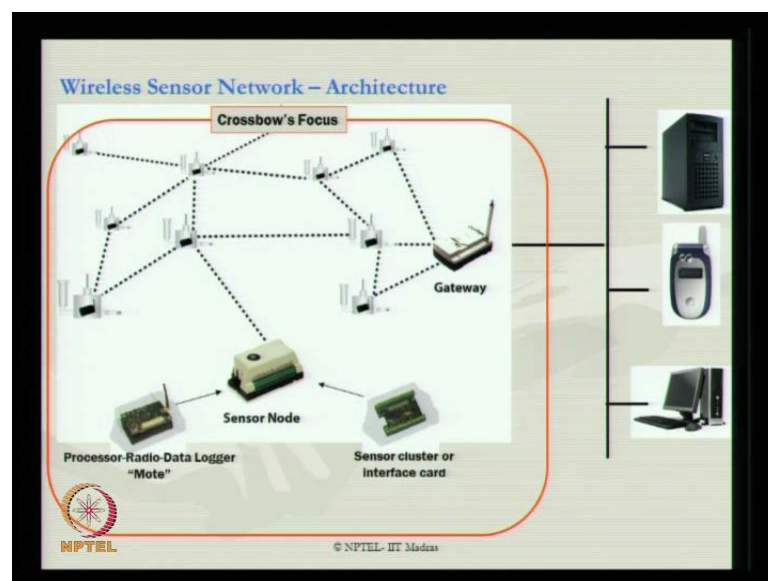 Wireless Sensor Network – Architecture
Crossbow's Focus
Gateway
Sensor Node
Processor-Radio-Data Logger
"Mote"
Sensor cluster or
interface card
NPTEL
© NPTEL- IIT Madras